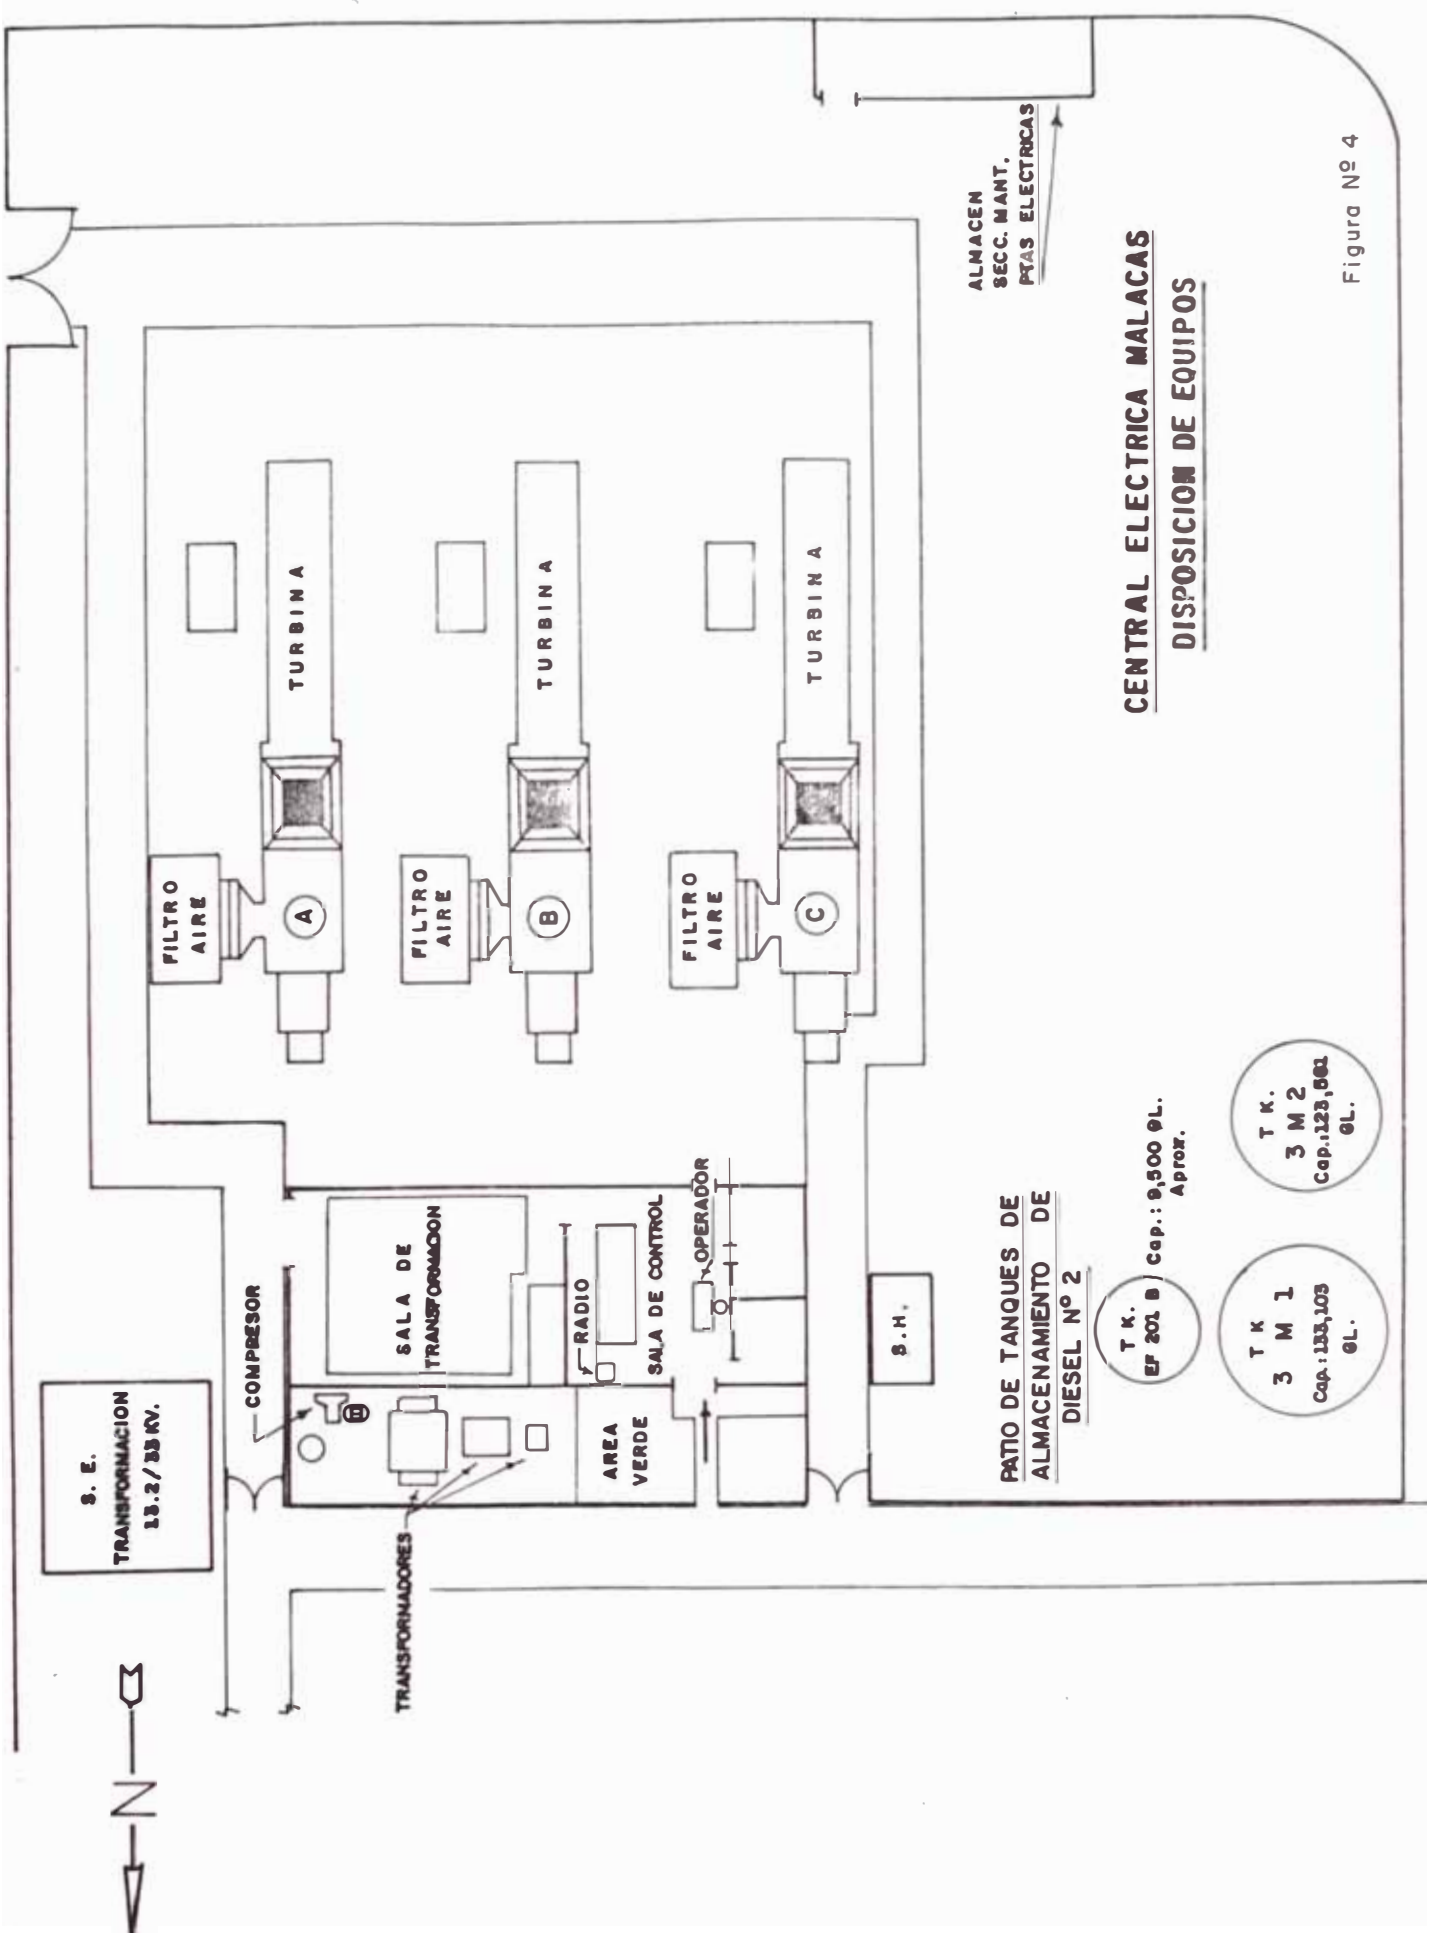 S. E.
TRANSFORMACION
13.2/33 KV.
COMPRESOR
TRANSFORMADORES
SALA DE
TRANSFORMACION
RADIO
SALA DE CONTROL
OPERADOR
AREA
VERDE
S.H.
FILTRO
AIRE
A
TURBINA
FILTRO
AIRE
B
TURBINA
FILTRO
AIRE
C
TURBINA
ALMACEN
SECC. MANT.
PTAS ELECTRICAS
PATIO DE TANQUES DE
ALMACENAMIENTO DE
DIESEL Nº 2
T K.
EF 201 B
Cap.: 9,500 GL.
Aprox.
T K
3 M 1
Cap.: 133,103
GL.
T K.
3 M 2
Cap.: 123,561
GL.
CENTRAL ELECTRICA MALACAS
DISPOSICION DE EQUIPOS
Figura Nº 4
N